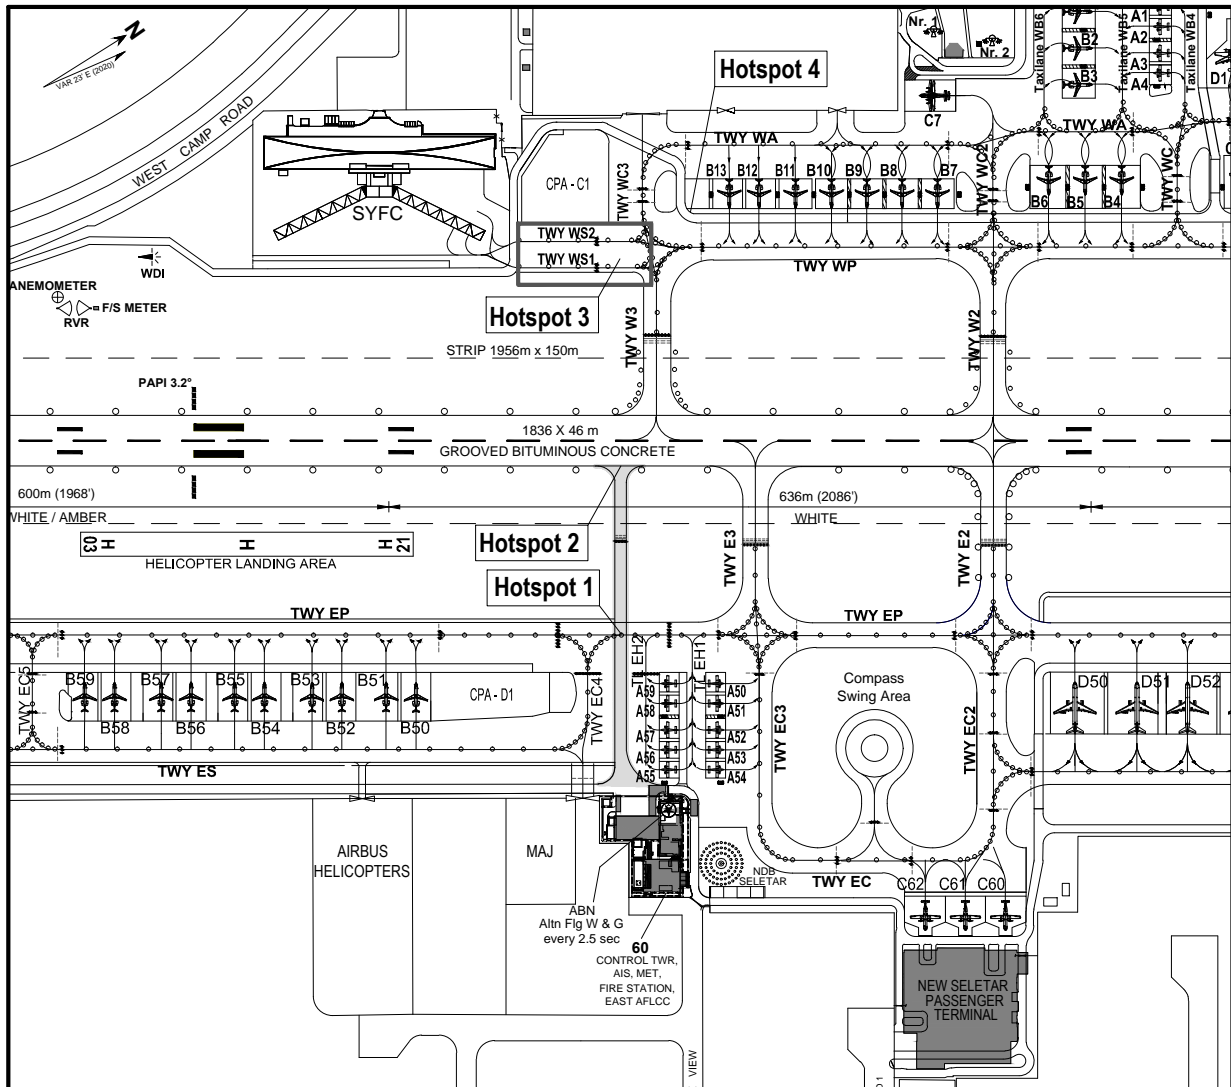 N
VAR 23' E (2020)
WEST CAMP ROAD
SYFC
WDI
ANEMOMETER
F/S METER
RVR
Nr. 1
Nr. 2
C7
Hotspot 4
Taxilane WB6
Taxilane WB5
Taxilane WB4
B2
B3
A1
A2
A3
A4
D1
TWY WA
TWY WA
CPA - C1
TWY WC3
TWY WC2
TWY WC
B13
B12
B11
B10
B9
B8
B7
B6
B5
B4
TWY WS2
TWY WS1
TWY WP
Hotspot 3
TWY W3
TWY W2
STRIP 1956m x 150m
PAPI 3.2°
1836 X 46 m
GROOVED BITUMINOUS CONCRETE
600m (1968')
WHITE / AMBER
636m (2086')
WHITE
03 H H H 21
HELICOPTER LANDING AREA
Hotspot 2
Hotspot 1
TWY E3
TWY E2
TWY EP
TWY EP
TWY EC5
B59
B58
B57
B56
B55
B54
B53
B52
B51
B50
CPA - D1
TWY EC4
TL EH2
TL EH1
A59
A58
A57
A56
A55
A50
A51
A52
A53
A54
Compass
Swing Area
TWY EC3
TWY EC2
D50
D51
D52
TWY ES
AIRBUS
HELICOPTERS
MAJ
ABN
Altn Flg W & G
every 2.5 sec
60
CONTROL TWR,
AIS, MET,
FIRE STATION,
EAST AFLCC
NDB
SELETAR
TWY EC
C62
C61
C60
NEW SELETAR
PASSENGER
TERMINAL
VIEW